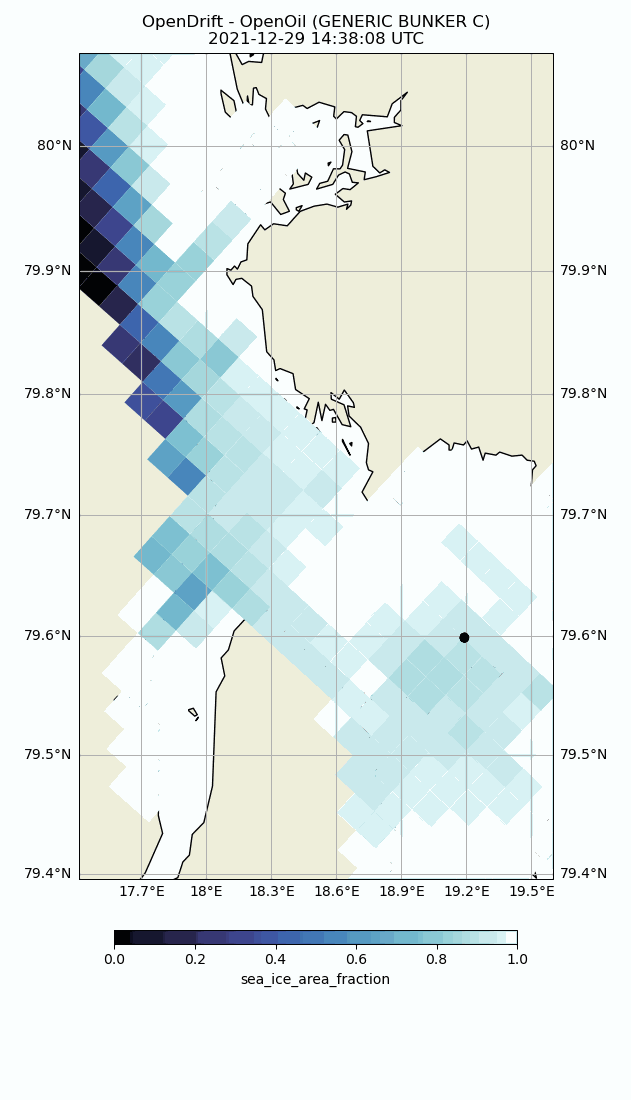 OpenDrift - OpenOil (GENERIC BUNKER C)
2021-12-29 14:38:08 UTC
80°N 80°N
79.9°N 79.9°N
79.8°N 79.8°N
79.7°N 79.7°N
79.6°N 79.6°N
79.5°N 79.5°N
79.4°N 79.4°N
17.7°E 18°E 18.3°E 18.6°E 18.9°E 19.2°E 19.5°E
0.0 0.2 0.4 0.6 0.8 1.0
sea_ice_area_fraction